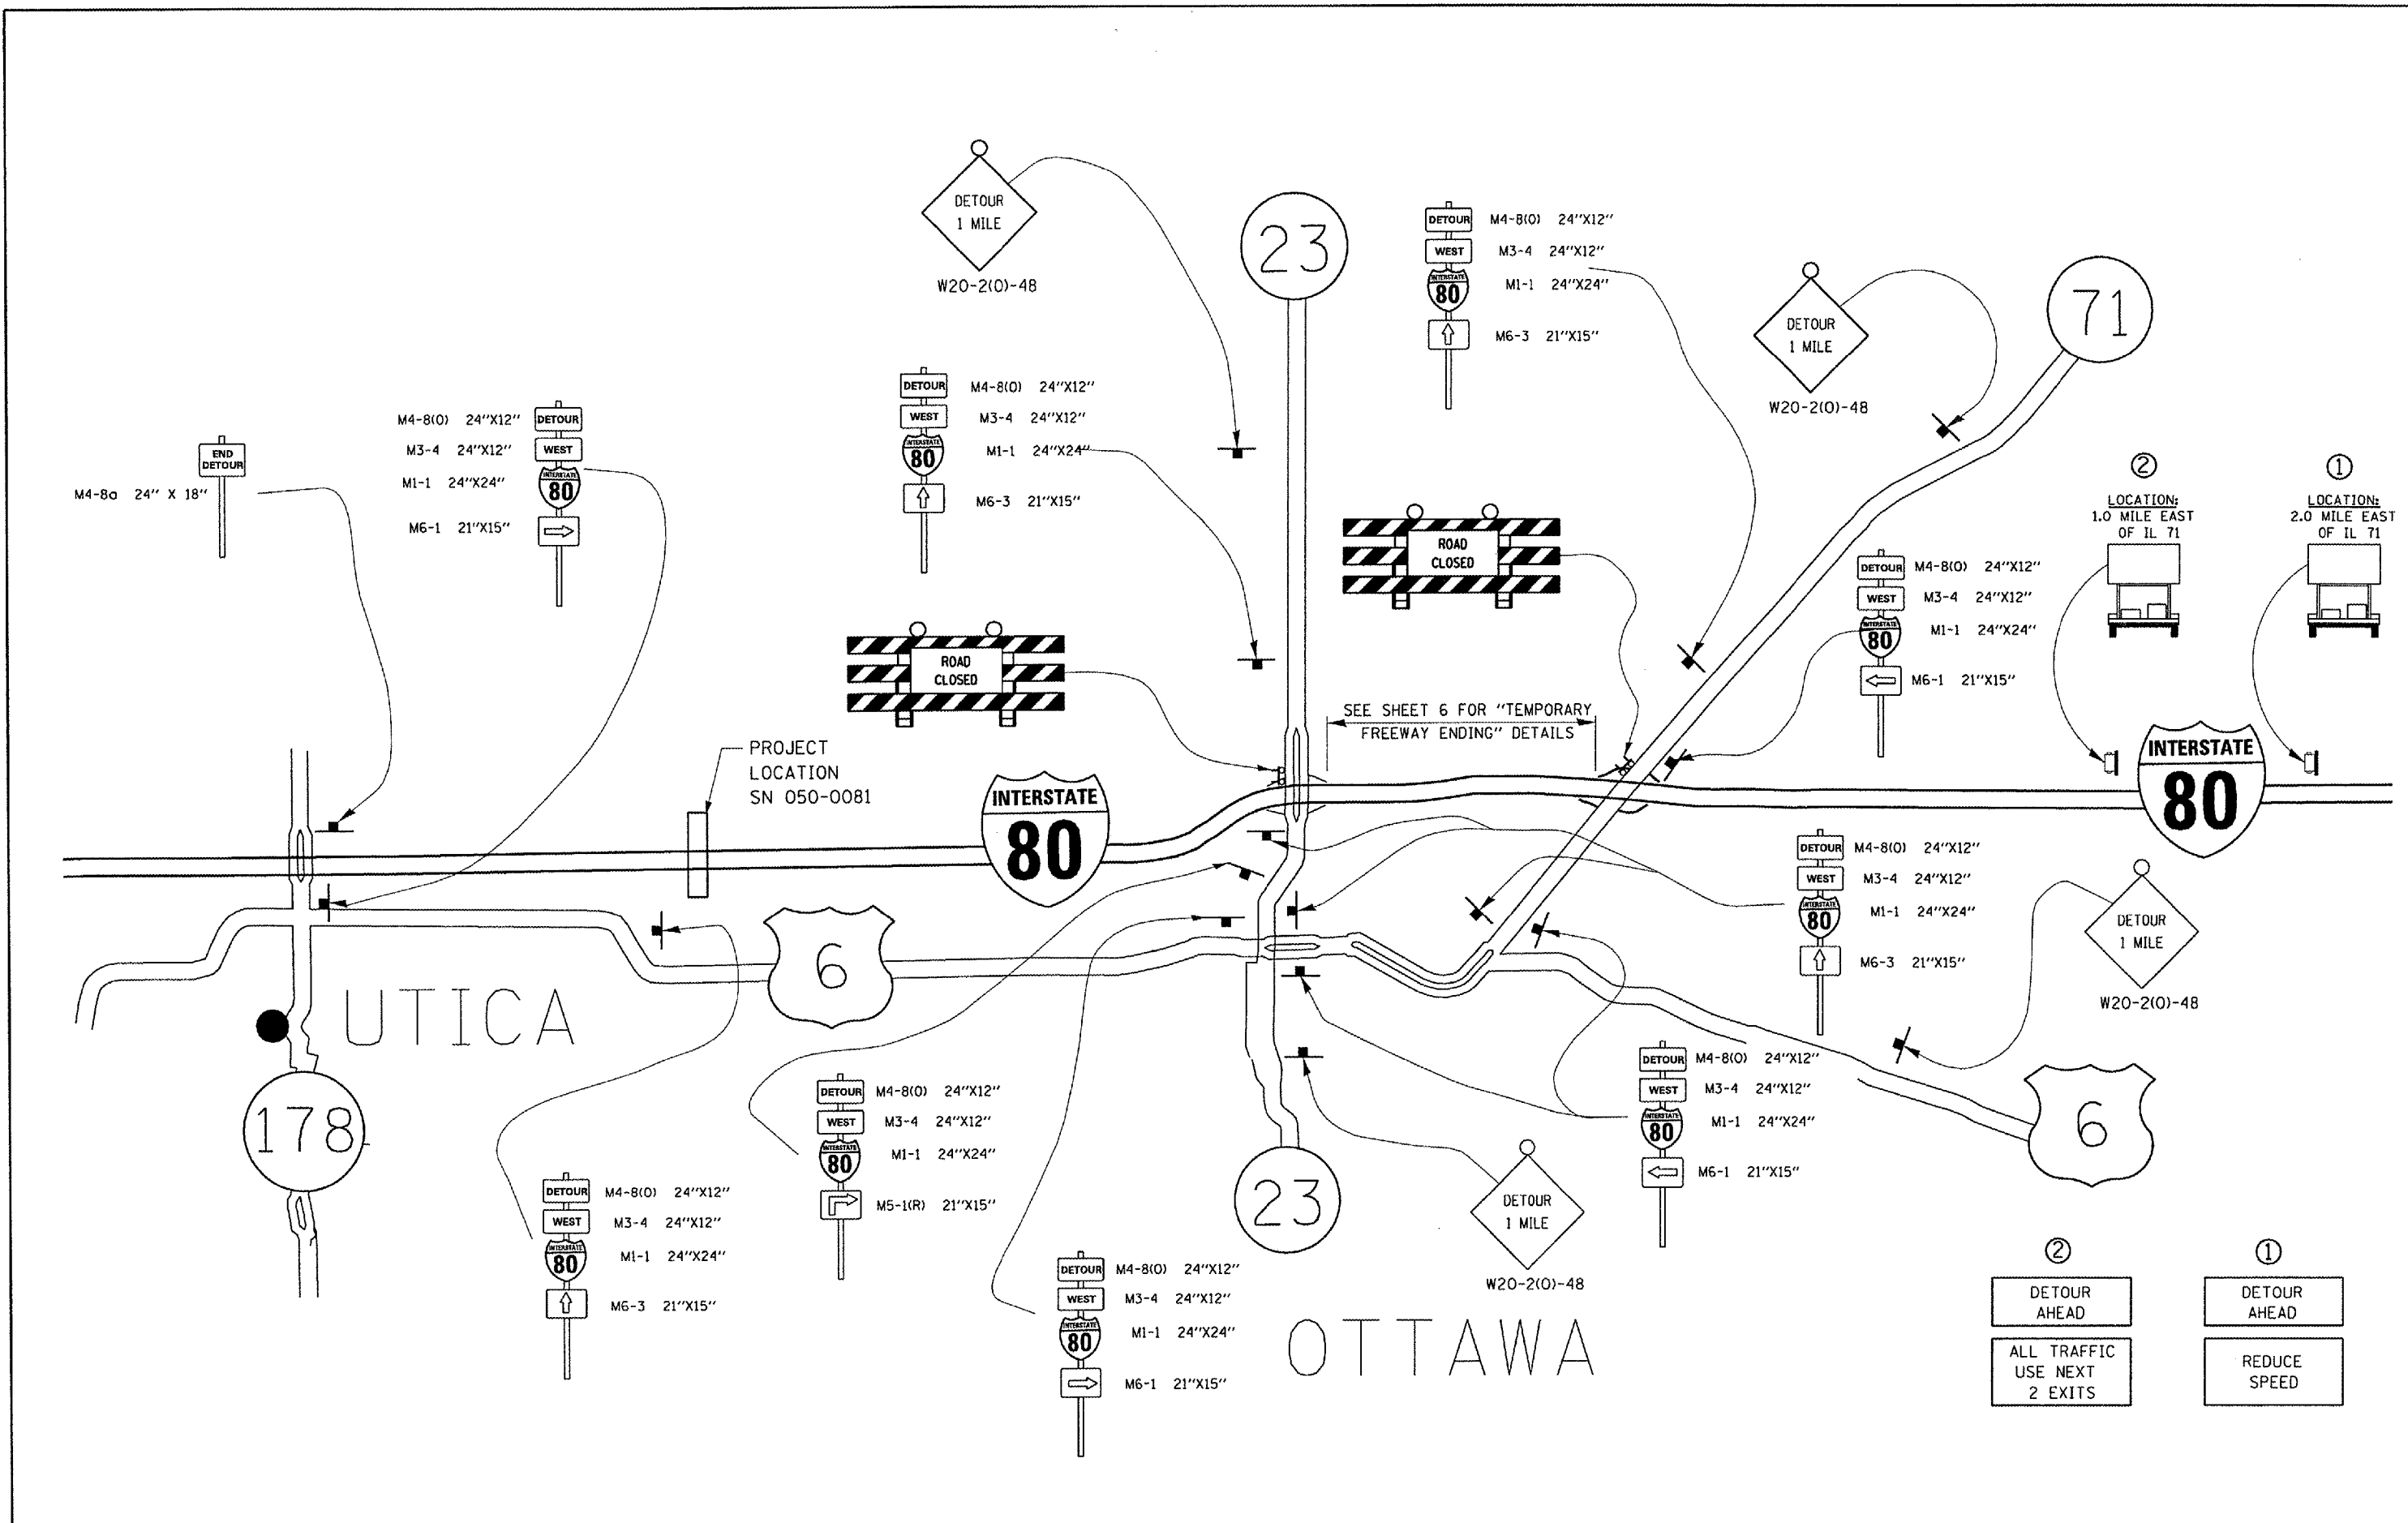 DETOUR
1 MILE
W20-2(O)-48
23
DETOUR M4-8(O) 24"X12"
WEST M3-4 24"X12"
INTERSTATE 80 M1-1 24"X24"
M6-3 21"X15"
DETOUR
1 MILE
W20-2(O)-48
71
END
DETOUR
M4-8a 24" X 18"
M4-8(O) 24"X12" DETOUR
M3-4 24"X12" WEST
M1-1 24"X24" INTERSTATE 80
M6-1 21"X15"
DETOUR M4-8(O) 24"X12"
WEST M3-4 24"X12"
INTERSTATE 80 M1-1 24"X24"
M6-3 21"X15"
ROAD
CLOSED
2
LOCATION:
1.0 MILE EAST
OF IL 71
1
LOCATION:
2.0 MILE EAST
OF IL 71
DETOUR M4-8(O) 24"X12"
WEST M3-4 24"X12"
INTERSTATE 80 M1-1 24"X24"
M6-1 21"X15"
ROAD
CLOSED
SEE SHEET 6 FOR "TEMPORARY
FREEWAY ENDING" DETAILS
PROJECT
LOCATION
SN 050-0081
INTERSTATE
80
INTERSTATE
80
DETOUR M4-8(O) 24"X12"
WEST M3-4 24"X12"
INTERSTATE 80 M1-1 24"X24"
M6-3 21"X15"
DETOUR
1 MILE
W20-2(O)-48
6
UTICA
178
DETOUR M4-8(O) 24"X12"
WEST M3-4 24"X12"
INTERSTATE 80 M1-1 24"X24"
M5-1(R) 21"X15"
DETOUR M4-8(O) 24"X12"
WEST M3-4 24"X12"
INTERSTATE 80 M1-1 24"X24"
M6-1 21"X15"
6
DETOUR M4-8(O) 24"X12"
WEST M3-4 24"X12"
INTERSTATE 80 M1-1 24"X24"
M6-3 21"X15"
23
DETOUR
1 MILE
W20-2(O)-48
DETOUR M4-8(O) 24"X12"
WEST M3-4 24"X12"
INTERSTATE 80 M1-1 24"X24"
M6-1 21"X15"
OTTAWA
2
DETOUR
AHEAD
ALL TRAFFIC
USE NEXT
2 EXITS
1
DETOUR
AHEAD
REDUCE
SPEED